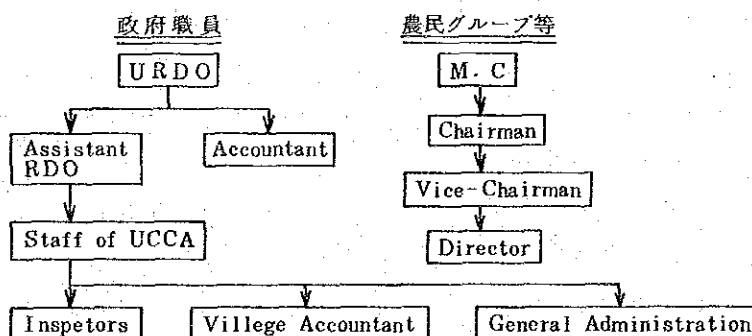 政府職員
農民グループ等
URDO
M.C
Assistant
RDO
Accountant
Chairman
Vice-Chairman
Staff of UCCA
Director
Inspetors
Villege Accountant
General Administration